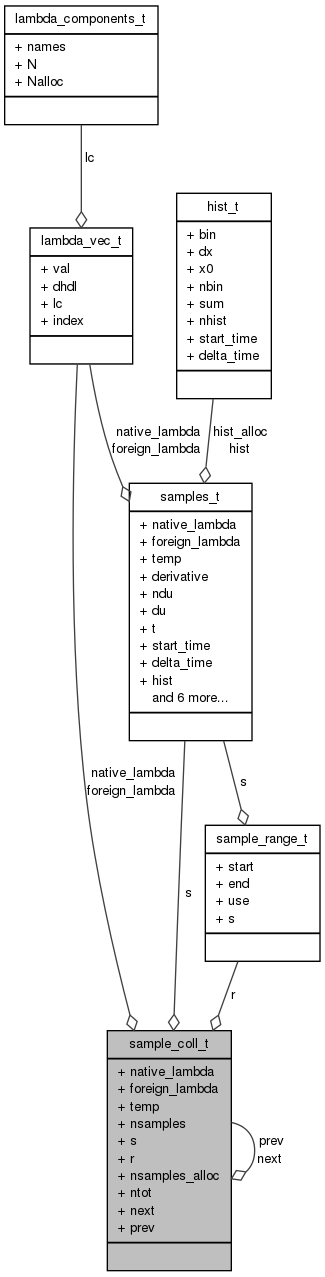 lambda_components_t
+ names
+ N
+ Nalloc
lc
lambda_vec_t
+ val
+ dhdl
+ lc
+ index
hist_t
+ bin
+ dx
+ x0
+ nbin
+ sum
+ nhist
+ start_time
+ delta_time
native_lambda
foreign_lambda
hist_alloc
hist
samples_t
+ native_lambda
+ foreign_lambda
+ temp
+ derivative
+ ndu
+ du
+ t
+ start_time
+ delta_time
+ hist
and 6 more...
native_lambda
foreign_lambda
s
s
sample_range_t
+ start
+ end
+ use
+ s
r
sample_coll_t
+ native_lambda
+ foreign_lambda
+ temp
+ nsamples
+ s
+ r
+ nsamples_alloc
+ ntot
+ next
+ prev
prev
next